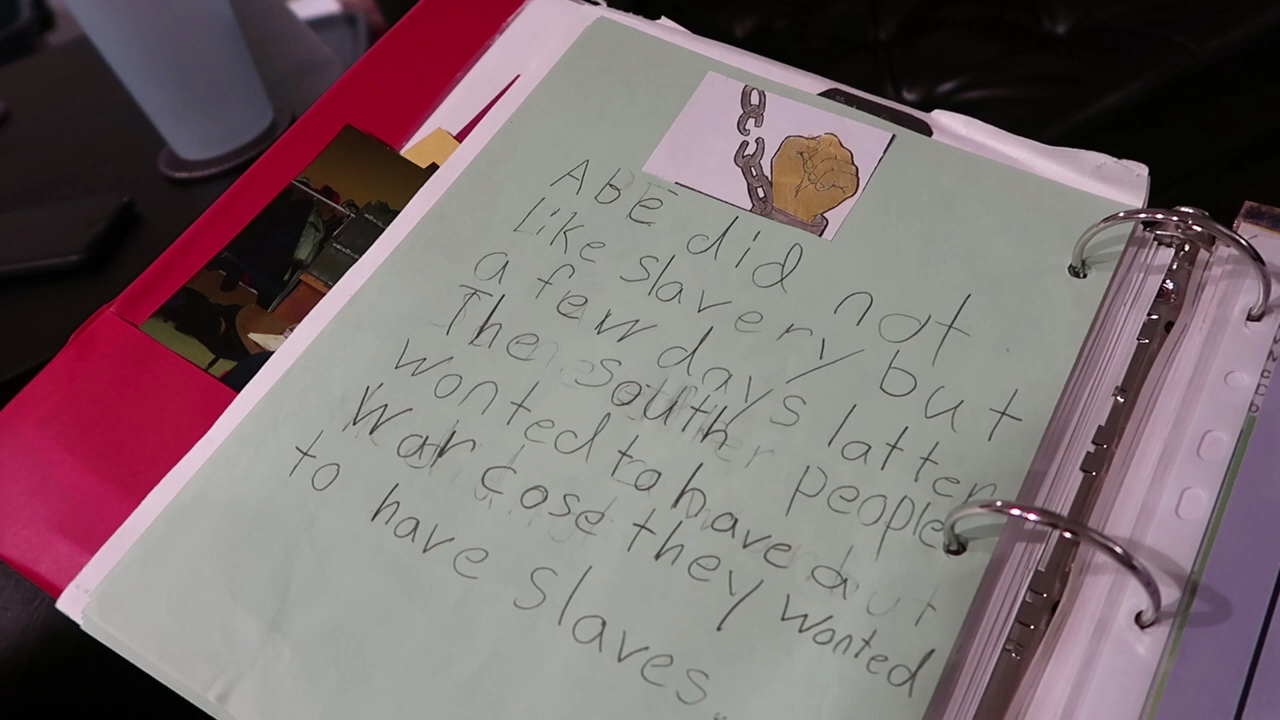 ABE did not
like slavery but
a few days latter
The south people
wonted to have a
War cose they wonted
to have slaves.